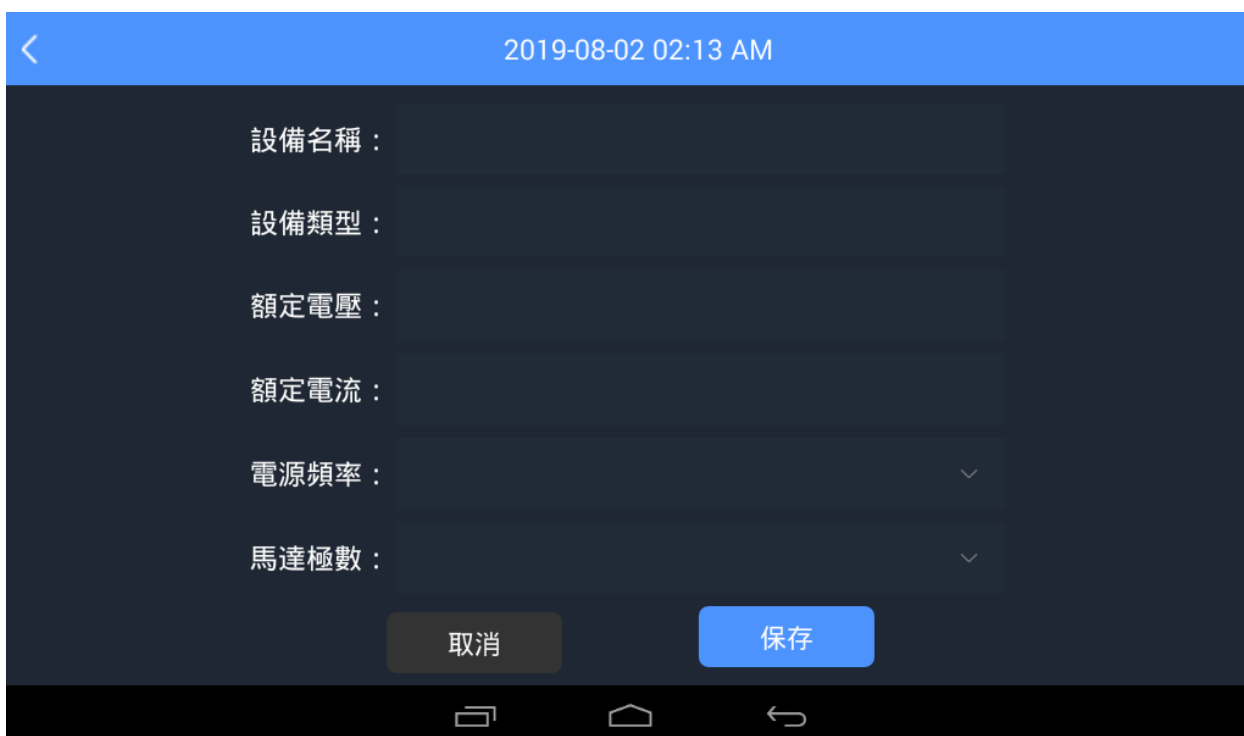 2019-08-02 02:13 AM
設備名稱：
設備類型：
額定電壓：
額定電流：
電源頻率：
馬達極數：
取消 保存